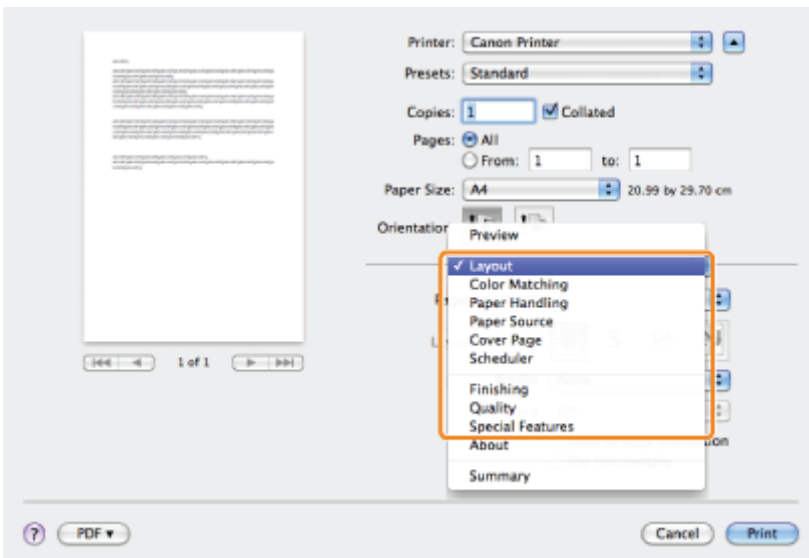 Printer: Canon Printer
Presets: Standard
Copies: 1 Collated
Pages: All
From: 1 to: 1
Paper Size: A4 20.99 by 29.70 cm
Orientation
Preview
✓ Layout
Color Matching
Paper Handling
Paper Source
Cover Page
Scheduler
Finishing
Quality
Special Features
About
Summary
1 of 1
? PDF ▾ Cancel Print